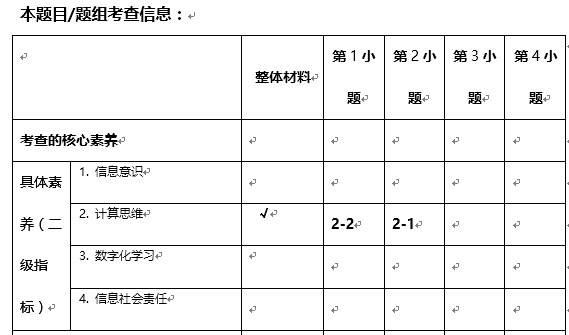 本题目/题组考查信息：
整体材料 第1小题 第2小题 第3小题 第4小题
考查的核心素养
具体素养（二级指标）
1. 信息意识
2. 计算思维 √ 2-2 2-1
3. 数字化学习
4. 信息社会责任